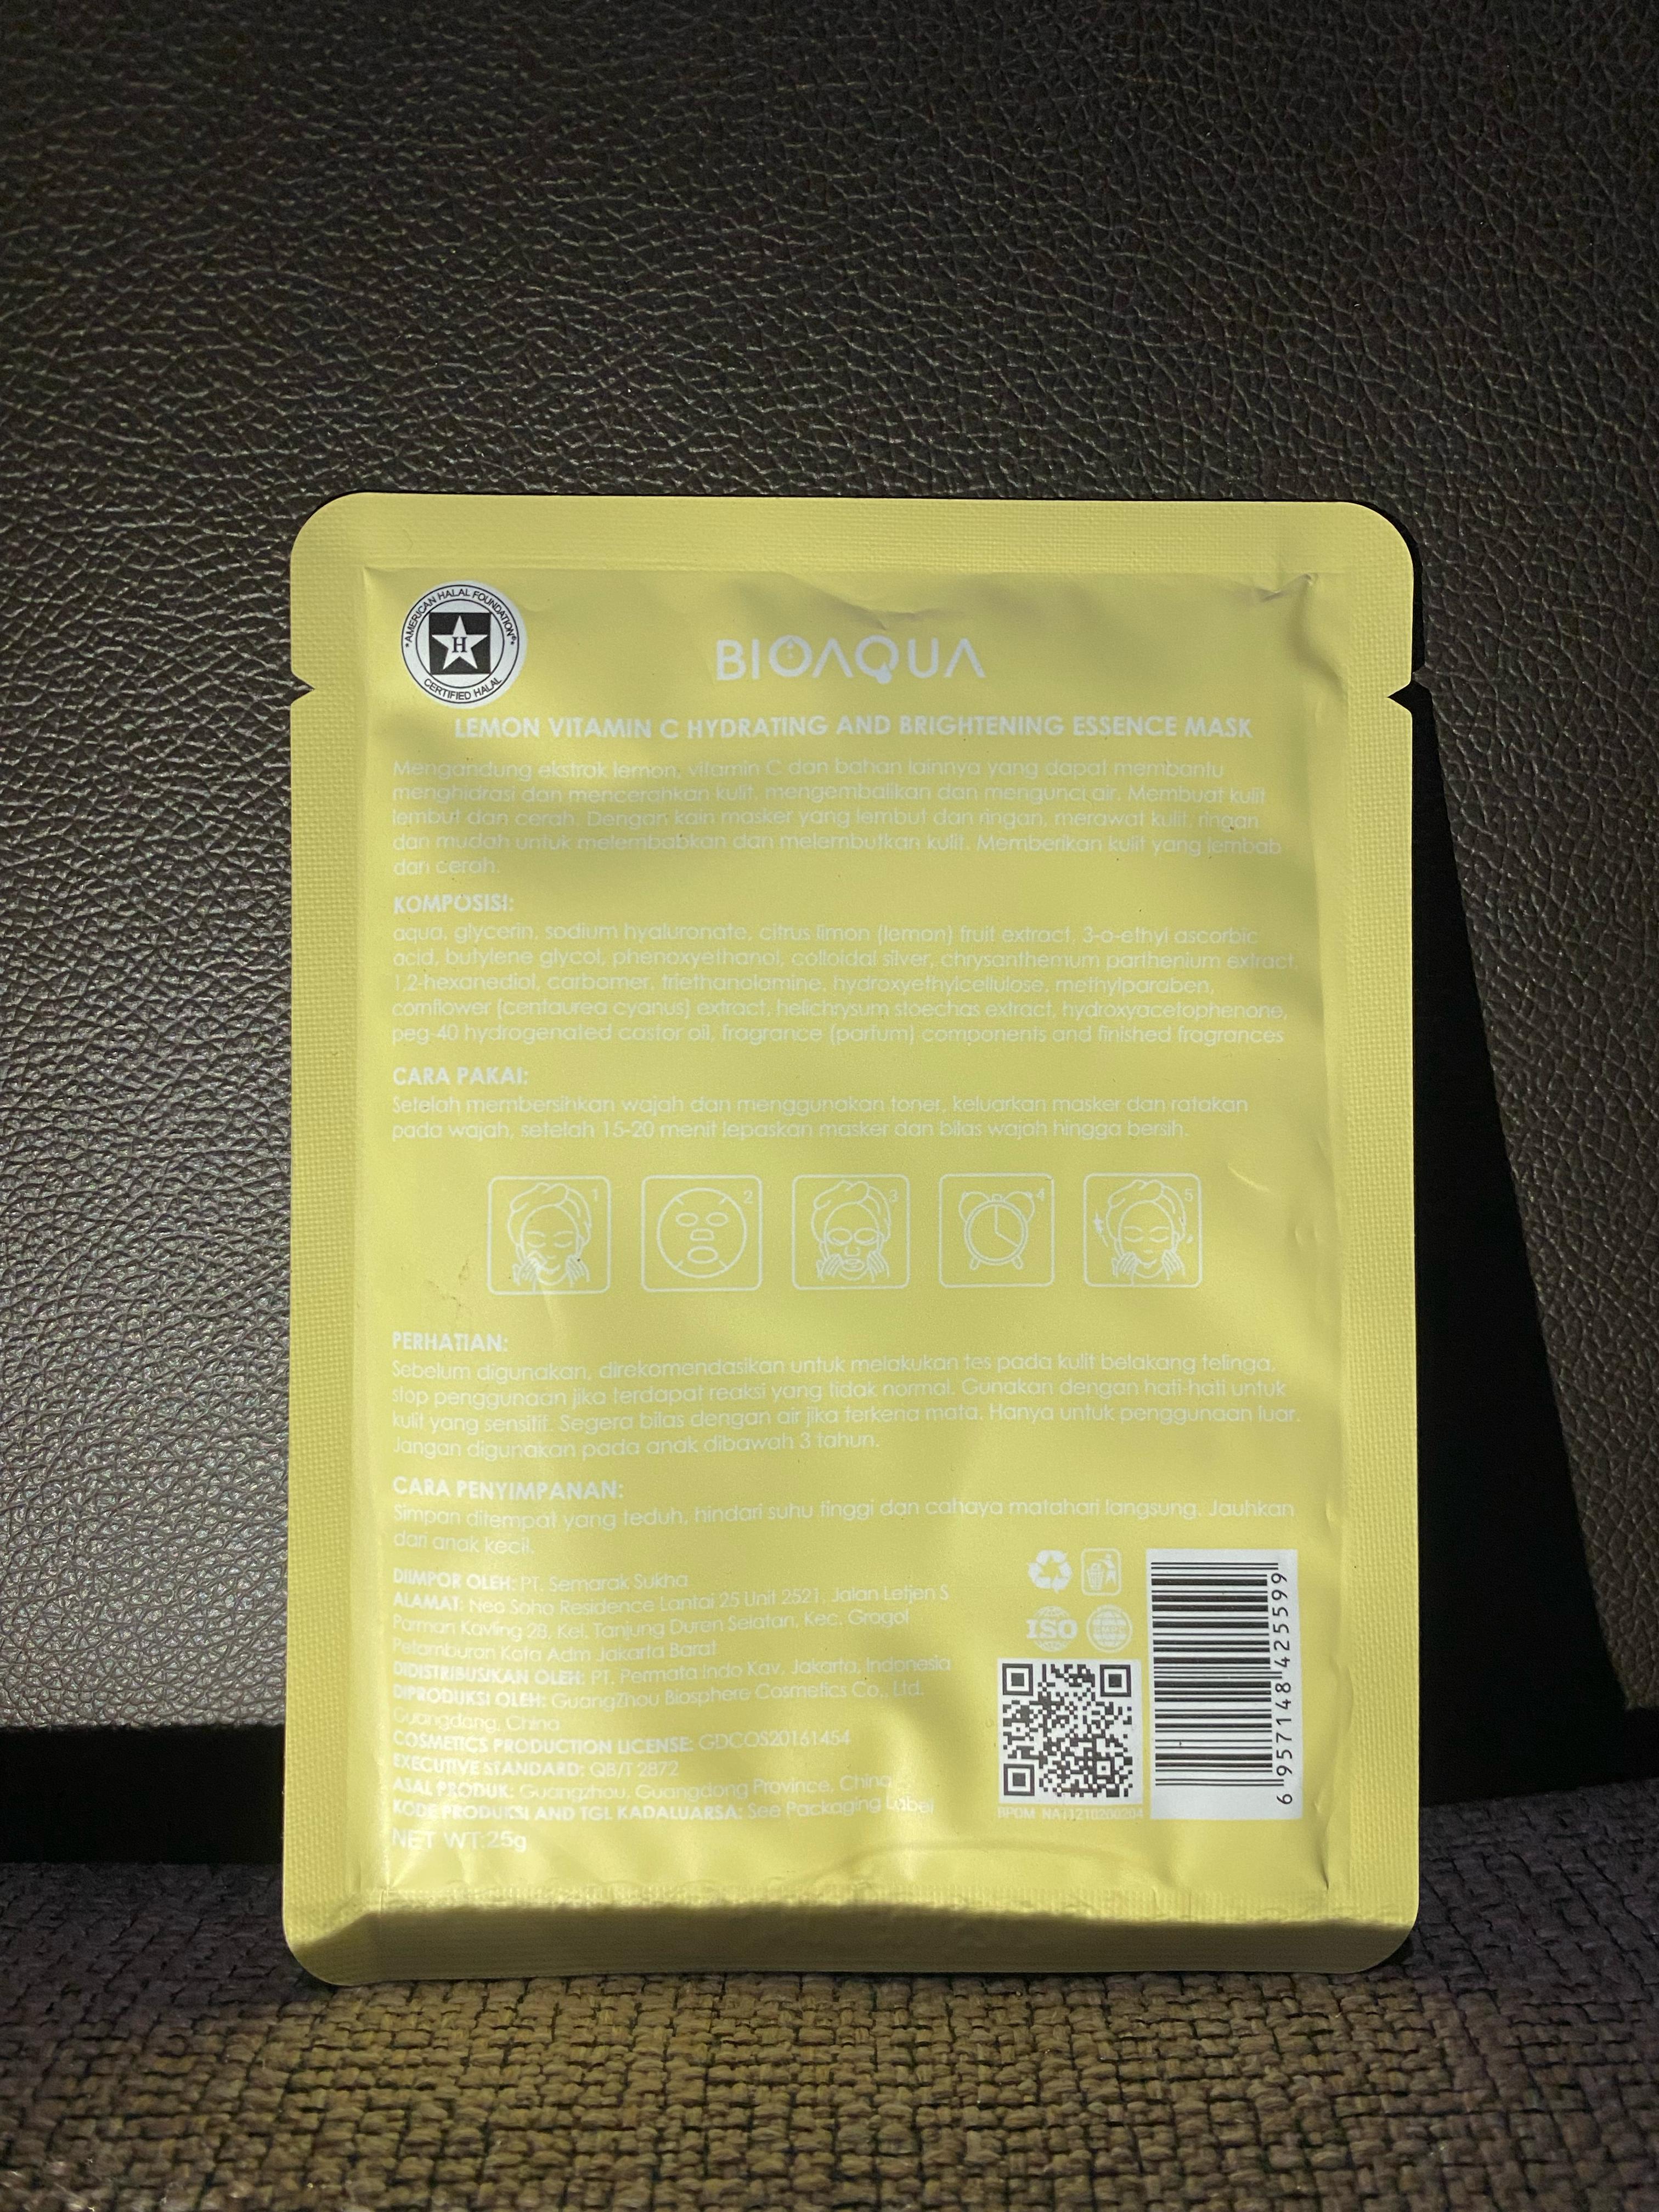 AMERICAN HALAL FOUNDATION®
H
CERTIFIED HALAL
BIOAQUA
LEMON VITAMIN C HYDRATING AND BRIGHTENING ESSENCE MASK
Mengandung ekstrak lemon, vitamin C dan bahan lainnya yang dapat membantu
menghidrasi dan mencerahkan kulit, mengembalikan dan mengunci air. Membuat kulit
lembut dan cerah. Dengan kain masker yang lembut dan ringan, merawat kulit, ringan
dan mudah untuk melembabkan dan melembutkan kulit. Memberikan kulit yang lembab
dan cerah.
KOMPOSISI:
aqua, glycerin, sodium hyaluronate, citrus limon (lemon) fruit extract, 3-o-ethyl ascorbic
acid, butylene glycol, phenoxyethanol, colloidal silver, chrysanthemum parthenium extract,
1,2-hexanediol, carbomer, triethanolamine, hydroxyethylcellulose, methylparaben,
cornflower (centaurea cyanus) extract, helichrysum stoechas extract, hydroxyacetophenone,
peg-40 hydrogenated castor oil, fragrance (parfum) components and finished fragrances
CARA PAKAI:
Setelah membersihkan wajah dan menggunakan toner, keluarkan masker dan ratakan
pada wajah, setelah 15-20 menit lepaskan masker dan bilas wajah hingga bersih.
1 2 3 4 5
PERHATIAN:
Sebelum digunakan, direkomendasikan untuk melakukan tes pada kulit belakang telinga,
stop penggunaan jika terdapat reaksi yang tidak normal. Gunakan dengan hati-hati untuk
kulit yang sensitif. Segera bilas dengan air jika terkena mata. Hanya untuk penggunaan luar.
Jangan digunakan pada anak dibawah 3 tahun.
CARA PENYIMPANAN:
Simpan ditempat yang teduh, hindari suhu tinggi dan cahaya matahari langsung. Jauhkan
dari anak kecil.
DIIMPOR OLEH: PT. Semarak Sukha
ALAMAT: Neo Soho Residence Lantai 25 Unit 2521, Jalan Letjen S
Parman Kavling 28, Kel. Tanjung Duren Selatan, Kec. Grogol
Petamburan Kota Adm Jakarta Barat
DIDISTRIBUSIKAN OLEH: PT. Permata Indo Kav, Jakarta, Indonesia
DIPRODUKSI OLEH: GuangZhou Biosphere Cosmetics Co., Ltd.
Guangdong, China
COSMETICS PRODUCTION LICENSE: GDCOS20161454
EXECUTIVE STANDARD: QB/T 2872
ASAL PRODUK: Guangzhou, Guangdong Province, China
KODE PRODUKSI AND TGL KADALUARSA: See Packaging Label
NET WT:25g
ISO
GMPC
BPOM NA11210200204
6 957148 425599